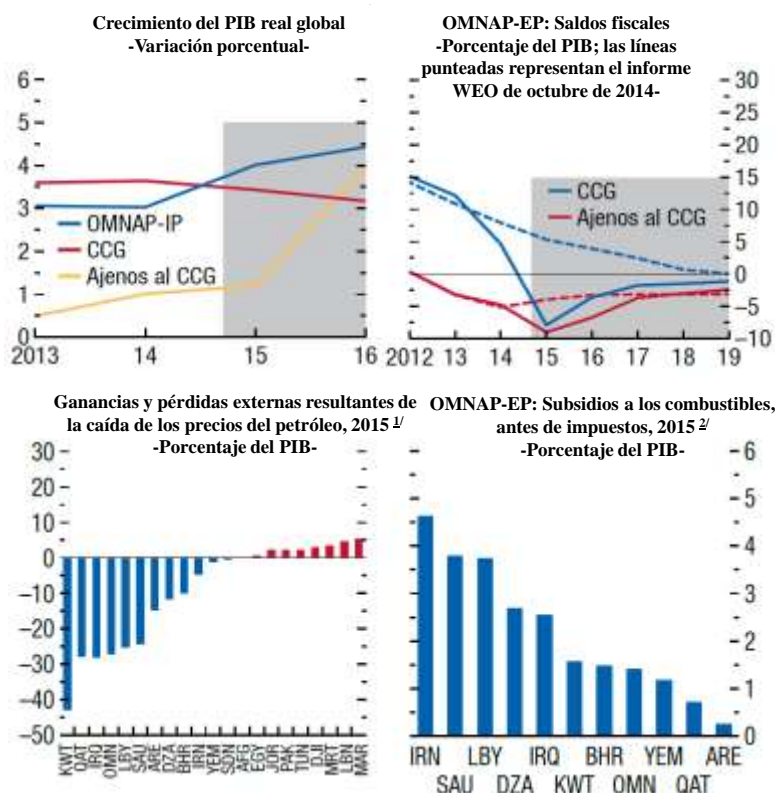 Crecimiento del PIB real global
-Variación porcentual-
6
5
4
3
2
1
0
OMNAP-IP
CCG
Ajenos al CCG
2013 14 15 16
OMNAP-EP: Saldos fiscales
-Porcentaje del PIB; las líneas
punteadas representan el informe
WEO de octubre de 2014-
30
25
20
15
10
5
0
−5
−10
CCG
Ajenos al CCG
2012 13 14 15 16 17 18 19
Ganancias y pérdidas externas resultantes de
la caída de los precios del petróleo, 2015 1/
-Porcentaje del PIB-
30
20
10
0
−10
−20
−30
−40
−50
KWT QAT IRQ OMN LBY SAU ARE DZA BHR IRN YEM SDN AFG EGY JOR PAK TUN DJI MRT LBN MAR
OMNAP-EP: Subsidios a los combustibles,
antes de impuestos, 2015 2/
-Porcentaje del PIB-
6
5
4
3
2
1
0
IRN LBY IRQ BHR YEM ARE
SAU DZA KWT OMN QAT